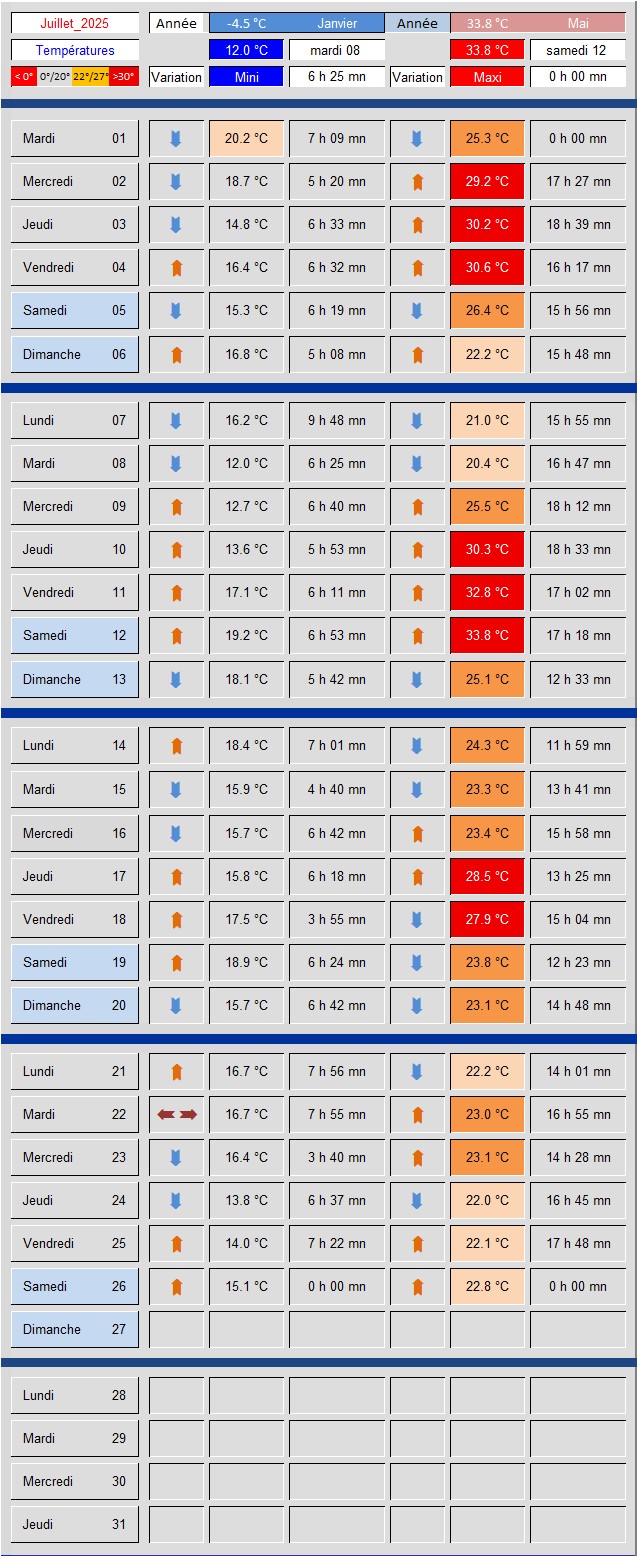 Juillet_2025 Année -4.5 °C Janvier Année 33.8 °C Mai
Températures 12.0 °C mardi 08 33.8 °C samedi 12
< 0° 0°/20° 22°/27° >30° Variation Mini 6 h 25 mn Variation Maxi 0 h 00 mn
Mardi 01 20.2 °C 7 h 09 mn 25.3 °C 0 h 00 mn
Mercredi 02 18.7 °C 5 h 20 mn 29.2 °C 17 h 27 mn
Jeudi 03 14.8 °C 6 h 33 mn 30.2 °C 18 h 39 mn
Vendredi 04 16.4 °C 6 h 32 mn 30.6 °C 16 h 17 mn
Samedi 05 15.3 °C 6 h 19 mn 26.4 °C 15 h 56 mn
Dimanche 06 16.8 °C 5 h 08 mn 22.2 °C 15 h 48 mn
Lundi 07 16.2 °C 9 h 48 mn 21.0 °C 15 h 55 mn
Mardi 08 12.0 °C 6 h 25 mn 20.4 °C 16 h 47 mn
Mercredi 09 12.7 °C 6 h 40 mn 25.5 °C 18 h 12 mn
Jeudi 10 13.6 °C 5 h 53 mn 30.3 °C 18 h 33 mn
Vendredi 11 17.1 °C 6 h 11 mn 32.8 °C 17 h 02 mn
Samedi 12 19.2 °C 6 h 53 mn 33.8 °C 17 h 18 mn
Dimanche 13 18.1 °C 5 h 42 mn 25.1 °C 12 h 33 mn
Lundi 14 18.4 °C 7 h 01 mn 24.3 °C 11 h 59 mn
Mardi 15 15.9 °C 4 h 40 mn 23.3 °C 13 h 41 mn
Mercredi 16 15.7 °C 6 h 42 mn 23.4 °C 15 h 58 mn
Jeudi 17 15.8 °C 6 h 18 mn 28.5 °C 13 h 25 mn
Vendredi 18 17.5 °C 3 h 55 mn 27.9 °C 15 h 04 mn
Samedi 19 18.9 °C 6 h 24 mn 23.8 °C 12 h 23 mn
Dimanche 20 15.7 °C 6 h 42 mn 23.1 °C 14 h 48 mn
Lundi 21 16.7 °C 7 h 56 mn 22.2 °C 14 h 01 mn
Mardi 22 16.7 °C 7 h 55 mn 23.0 °C 16 h 55 mn
Mercredi 23 16.4 °C 3 h 40 mn 23.1 °C 14 h 28 mn
Jeudi 24 13.8 °C 6 h 37 mn 22.0 °C 16 h 45 mn
Vendredi 25 14.0 °C 7 h 22 mn 22.1 °C 17 h 48 mn
Samedi 26 15.1 °C 0 h 00 mn 22.8 °C 0 h 00 mn
Dimanche 27
Lundi 28
Mardi 29
Mercredi 30
Jeudi 31